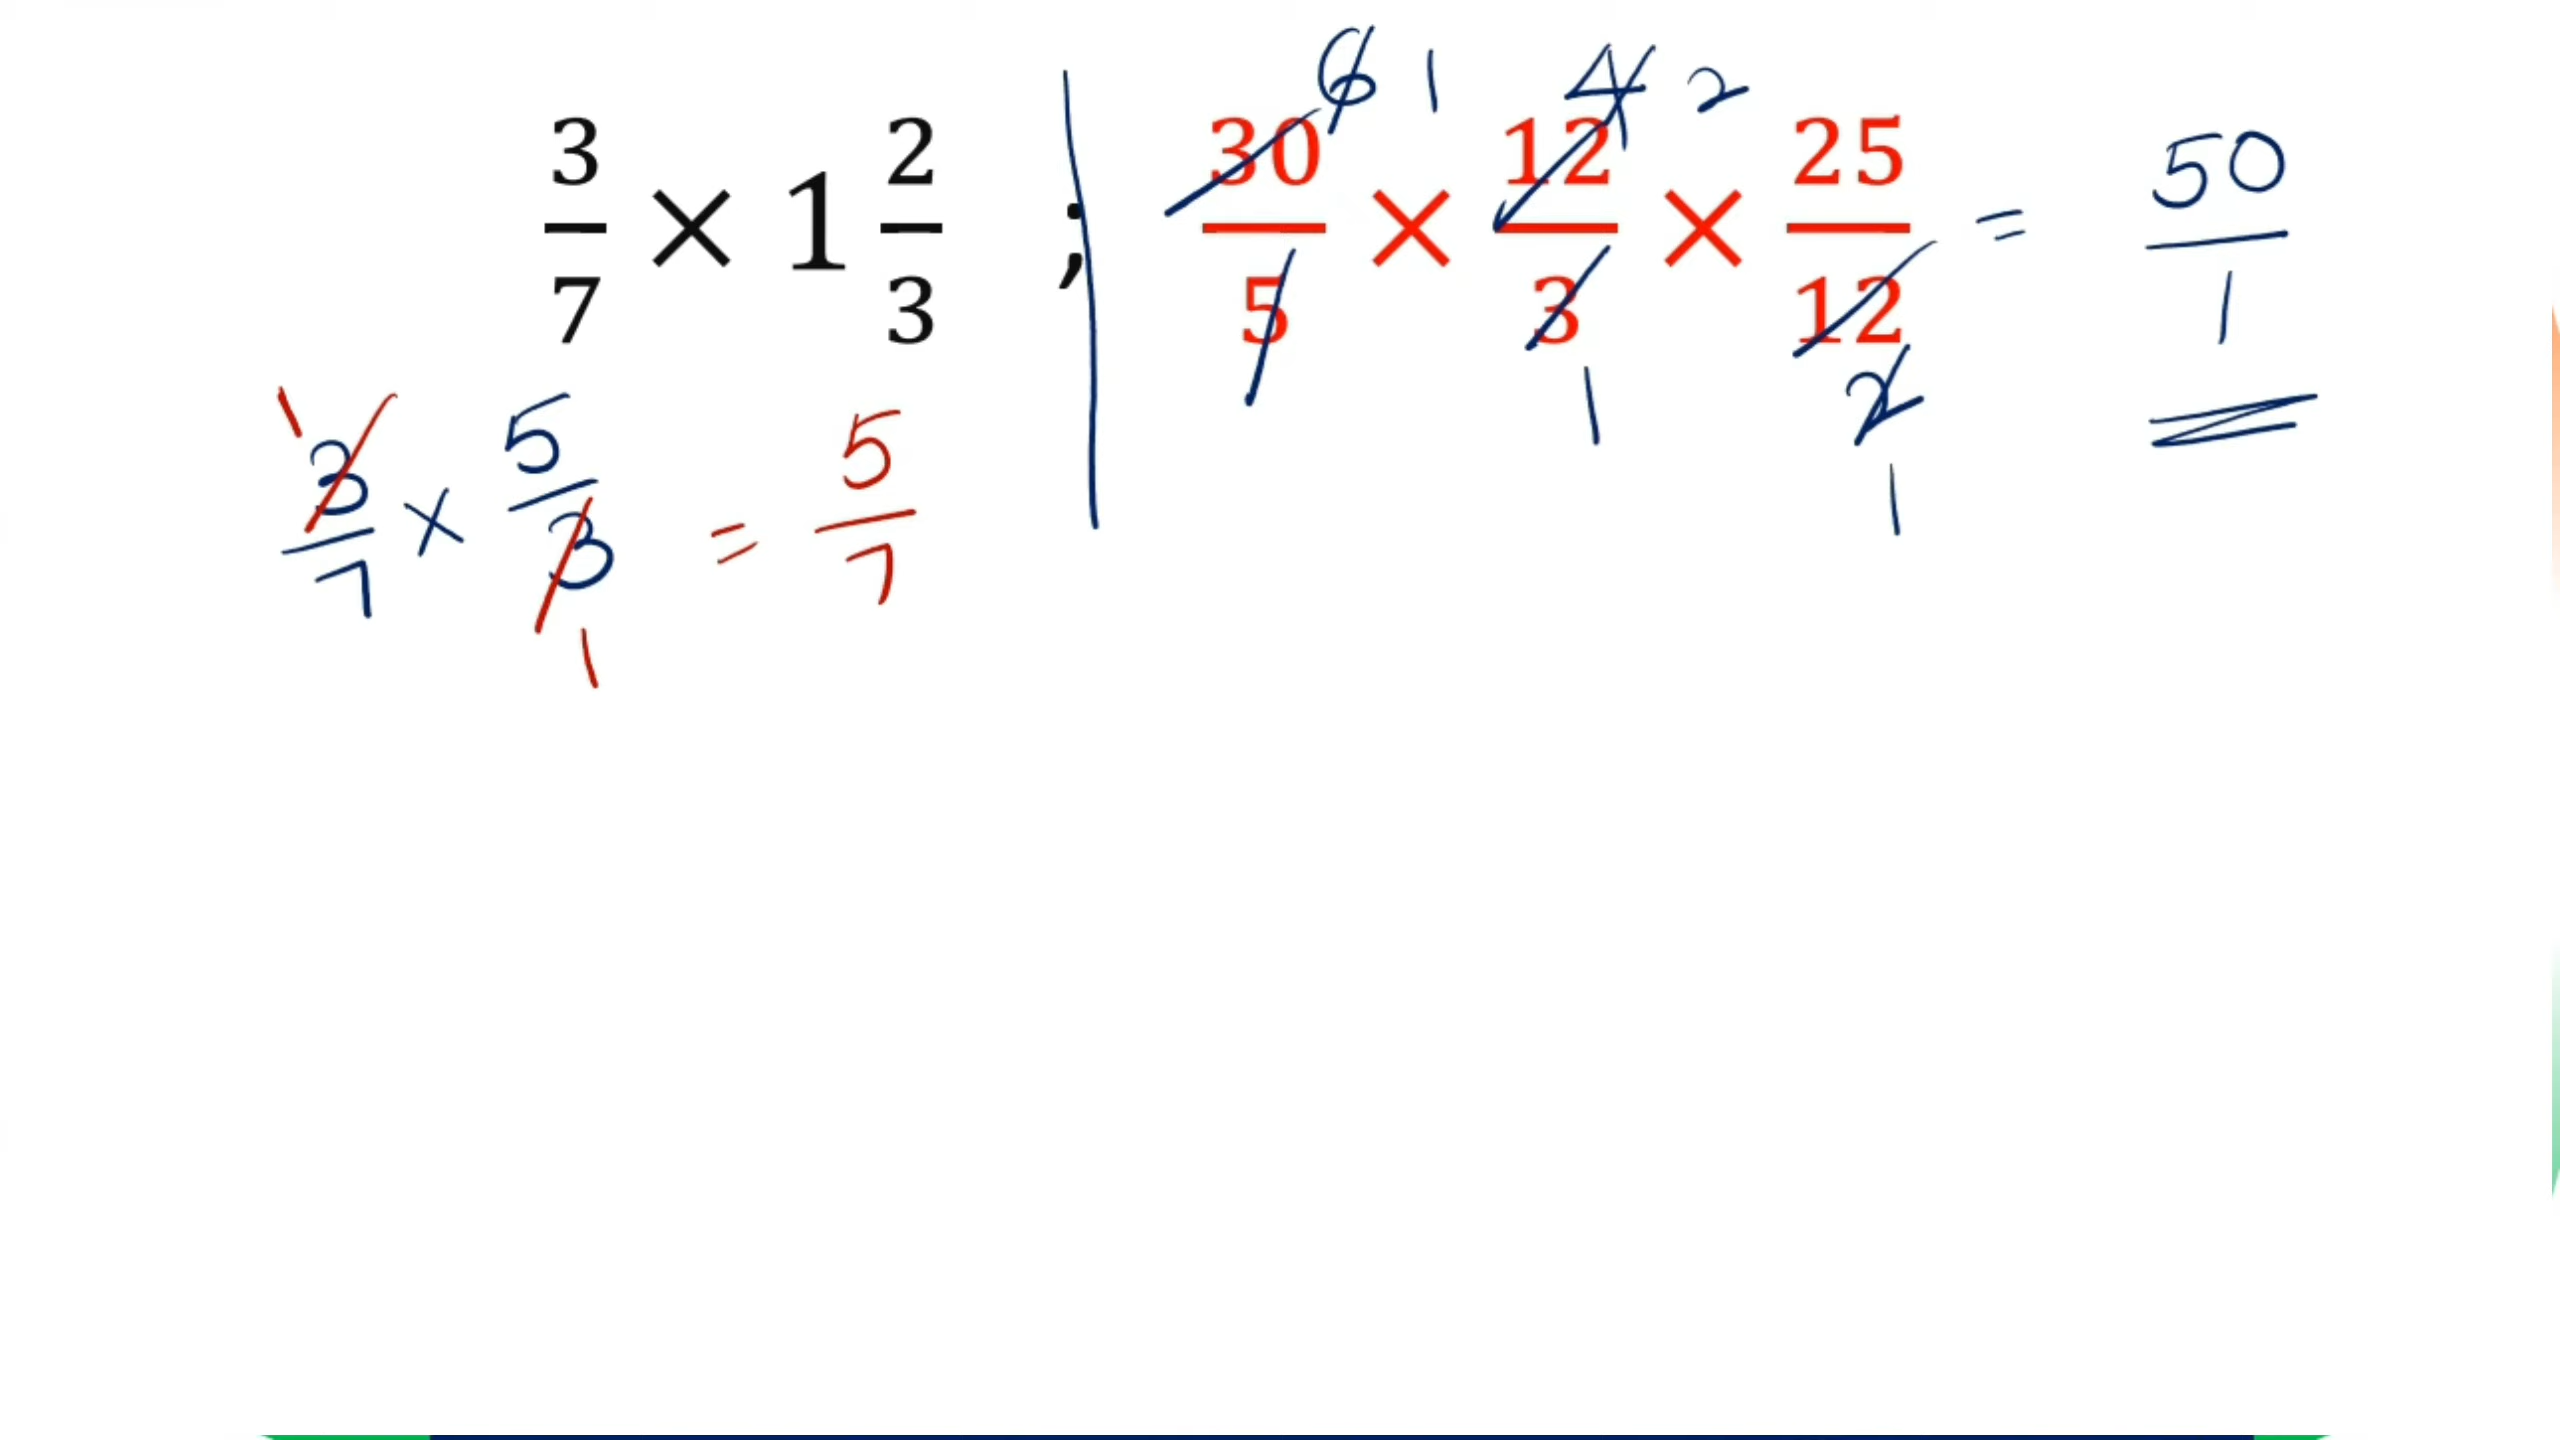 3/7 × 1 2/3 ;
3/7 × 5/3 = 5/7
1
1
6 1 4 2
30/5 × 12/3 × 25/12 = 50/1
1 2
1